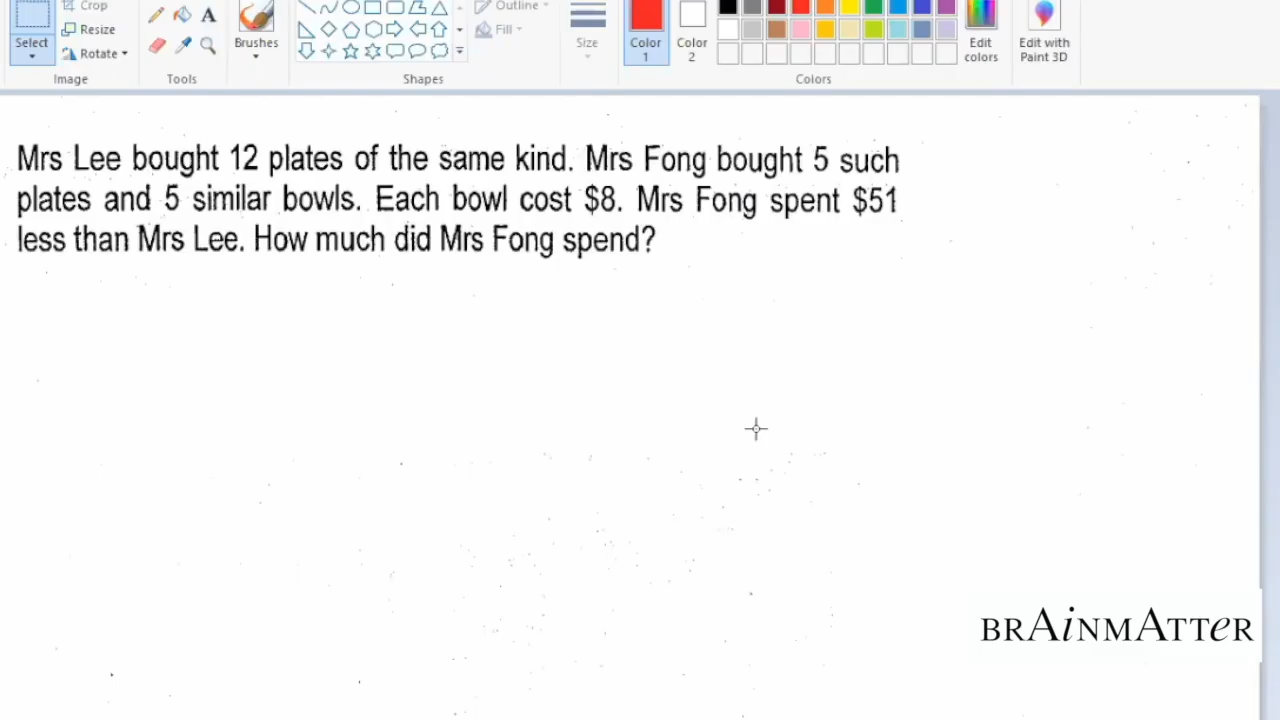 Crop
Resize
Select
Rotate
Image
Tools
Brushes
Shapes
Outline
Fill
Size
Color
1
Color
2
Colors
Edit
colors
Edit with
Paint 3D
Mrs Lee bought 12 plates of the same kind. Mrs Fong bought 5 such
plates and 5 similar bowls. Each bowl cost $8. Mrs Fong spent $51
less than Mrs Lee. How much did Mrs Fong spend?
BRAiNMATTeR